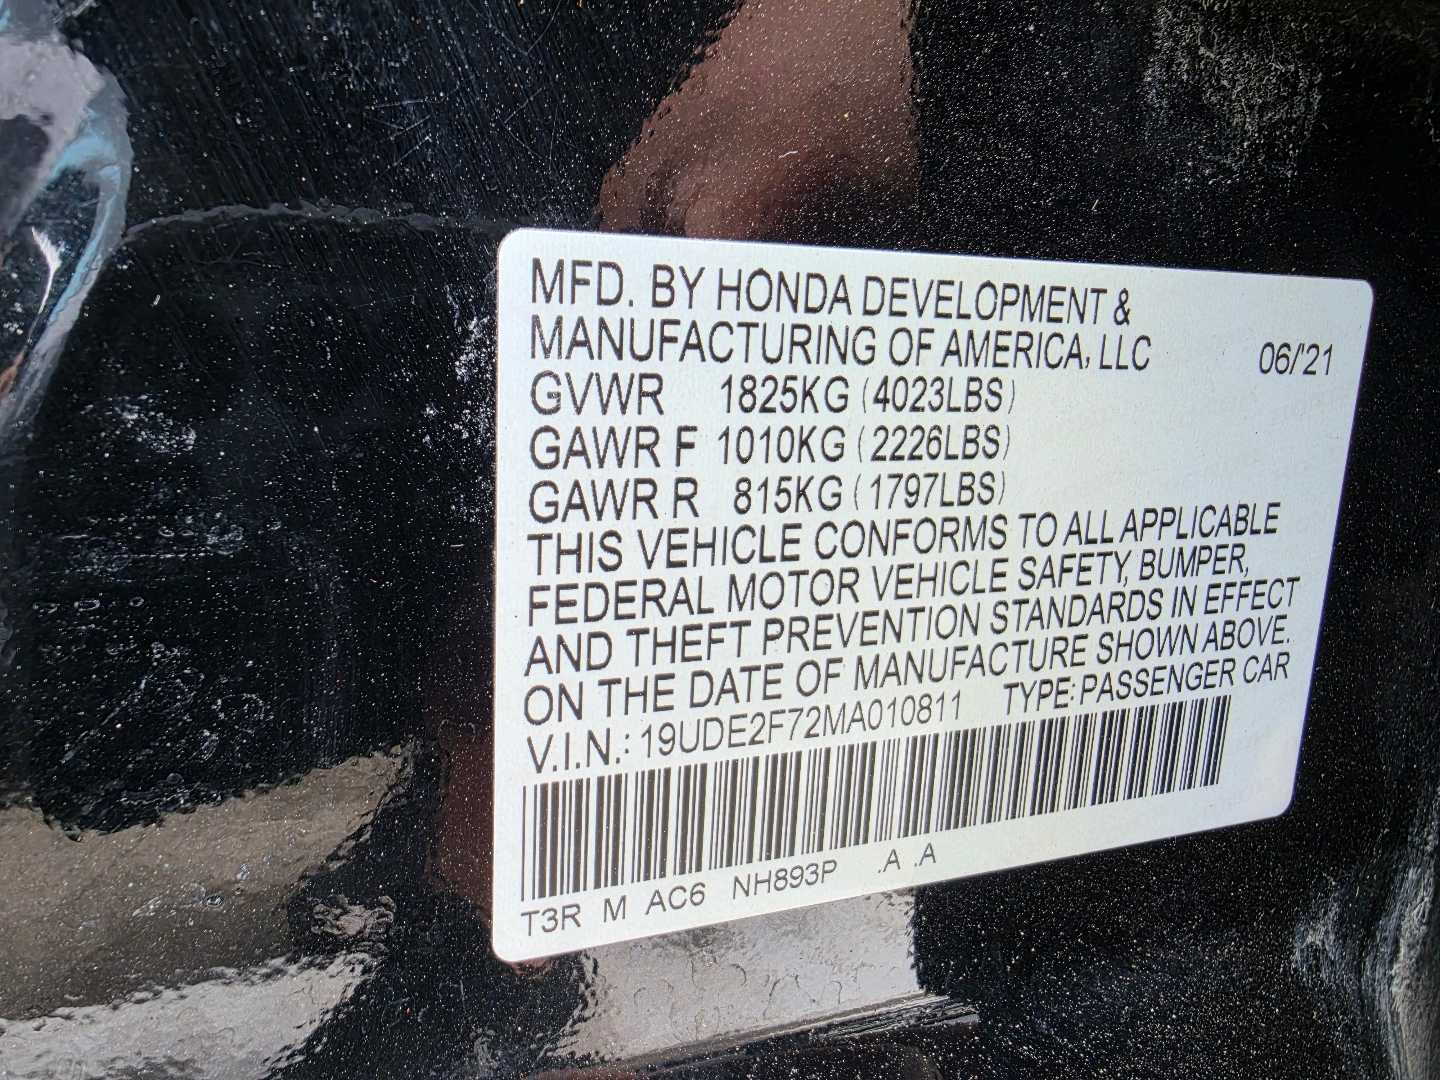 MFD. BY HONDA DEVELOPMENT &
MANUFACTURING OF AMERICA, LLC 06/'21
GVWR 1825KG (4023LBS)
GAWR F 1010KG (2226LBS)
GAWR R 815KG (1797LBS)
THIS VEHICLE CONFORMS TO ALL APPLICABLE
FEDERAL MOTOR VEHICLE SAFETY, BUMPER,
AND THEFT PREVENTION STANDARDS IN EFFECT
ON THE DATE OF MANUFACTURE SHOWN ABOVE.
V.I.N.: 19UDE2F72MA010811 TYPE: PASSENGER CAR
T3R M AC6 NH893P .A .A